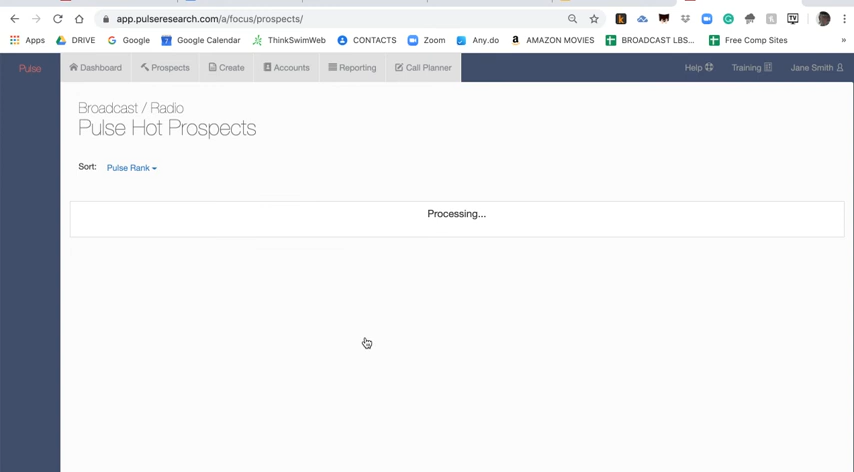 app.pulseresearch.com/a/focus/prospects/
Apps DRIVE Google Google Calendar ThinkSwimWeb CONTACTS Zoom Any.do AMAZON MOVIES BROADCAST LBS... Free Comp Sites »
Pulse Dashboard Prospects Create Accounts Reporting Call Planner Help Training Jane Smith
Broadcast / Radio
Pulse Hot Prospects
Sort: Pulse Rank
Processing...